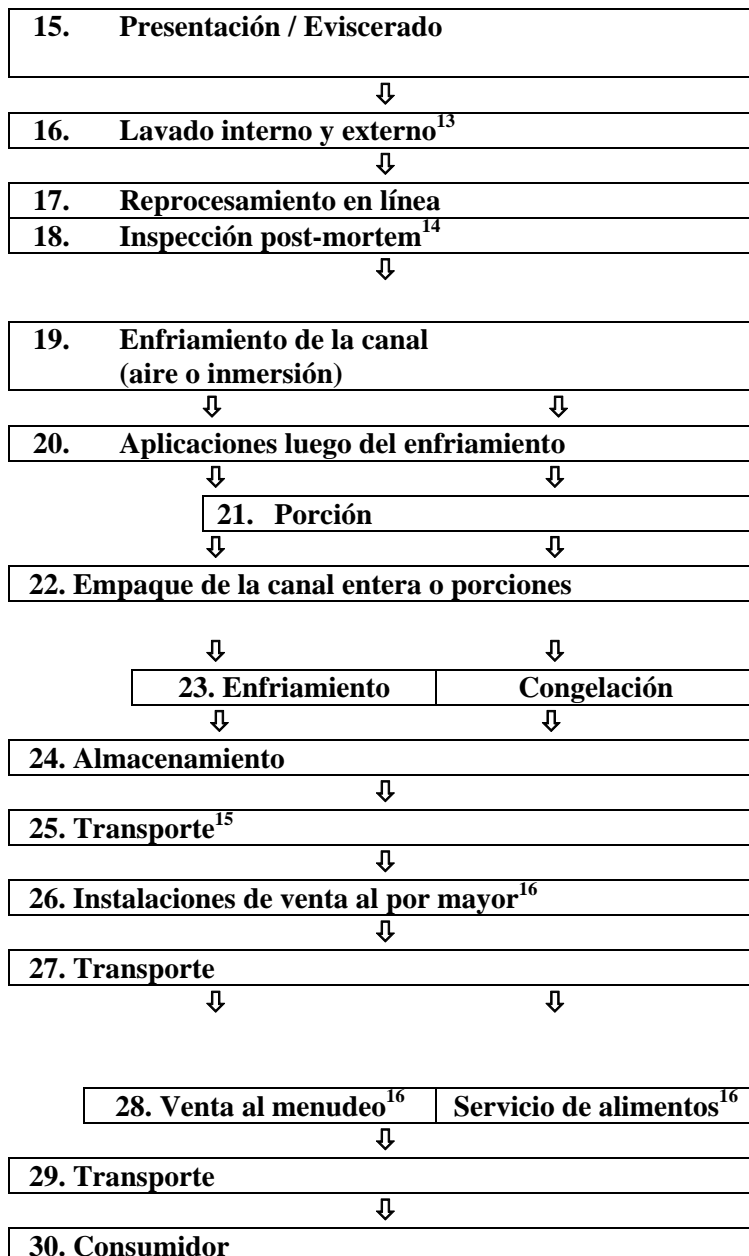 15. Presentación / Eviscerado
⇩
16. Lavado interno y externo13
⇩
17. Reprocesamiento en línea
18. Inspección post-mortem14
⇩
19. Enfriamiento de la canal
(aire o inmersión)
⇩ ⇩
20. Aplicaciones luego del enfriamiento
⇩ ⇩
21. Porción
⇩ ⇩
22. Empaque de la canal entera o porciones
⇩ ⇩
23. Enfriamiento Congelación
⇩ ⇩
24. Almacenamiento
⇩
25. Transporte15
⇩
26. Instalaciones de venta al por mayor16
⇩
27. Transporte
⇩ ⇩
28. Venta al menudeo16 Servicio de alimentos16
⇩
29. Transporte
⇩
30. Consumidor